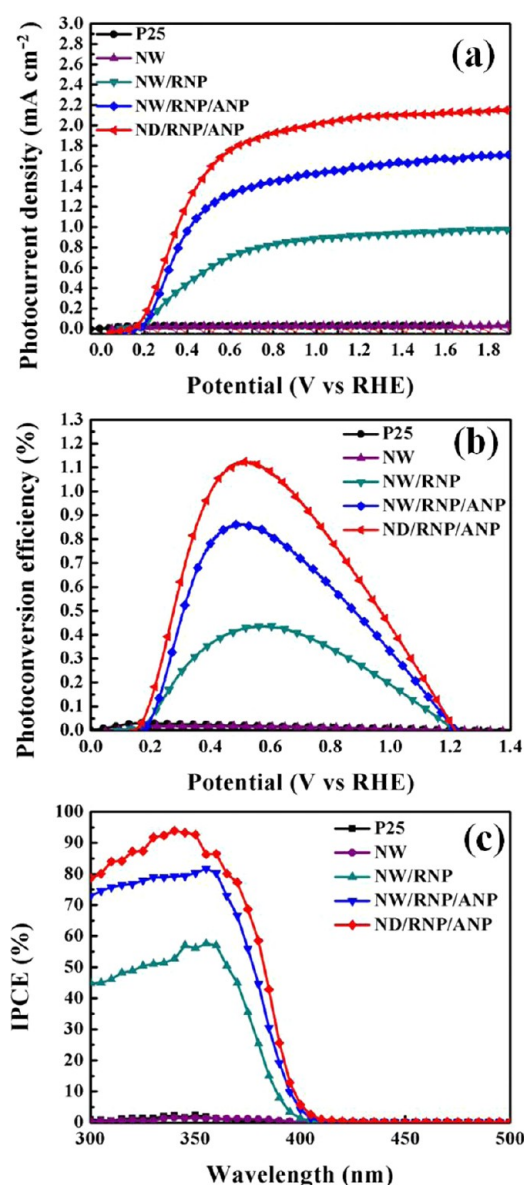 (a)
P25
NW
NW/RNP
NW/RNP/ANP
ND/RNP/ANP
Photocurrent density (mA cm⁻²)
3.0
2.8
2.6
2.4
2.2
2.0
1.8
1.6
1.4
1.2
1.0
0.8
0.6
0.4
0.2
0.0
0.0 0.2 0.4 0.6 0.8 1.0 1.2 1.4 1.6 1.8
Potential (V vs RHE)
(b)
P25
NW
NW/RNP
NW/RNP/ANP
ND/RNP/ANP
Photoconversion efficiency (%)
1.3
1.2
1.1
1.0
0.9
0.8
0.7
0.6
0.5
0.4
0.3
0.2
0.1
0.0
0.0 0.2 0.4 0.6 0.8 1.0 1.2 1.4
Potential (V vs RHE)
(c)
P25
NW
NW/RNP
NW/RNP/ANP
ND/RNP/ANP
IPCE (%)
100
90
80
70
60
50
40
30
20
10
0
300 350 400 450 500
Wavelength (nm)